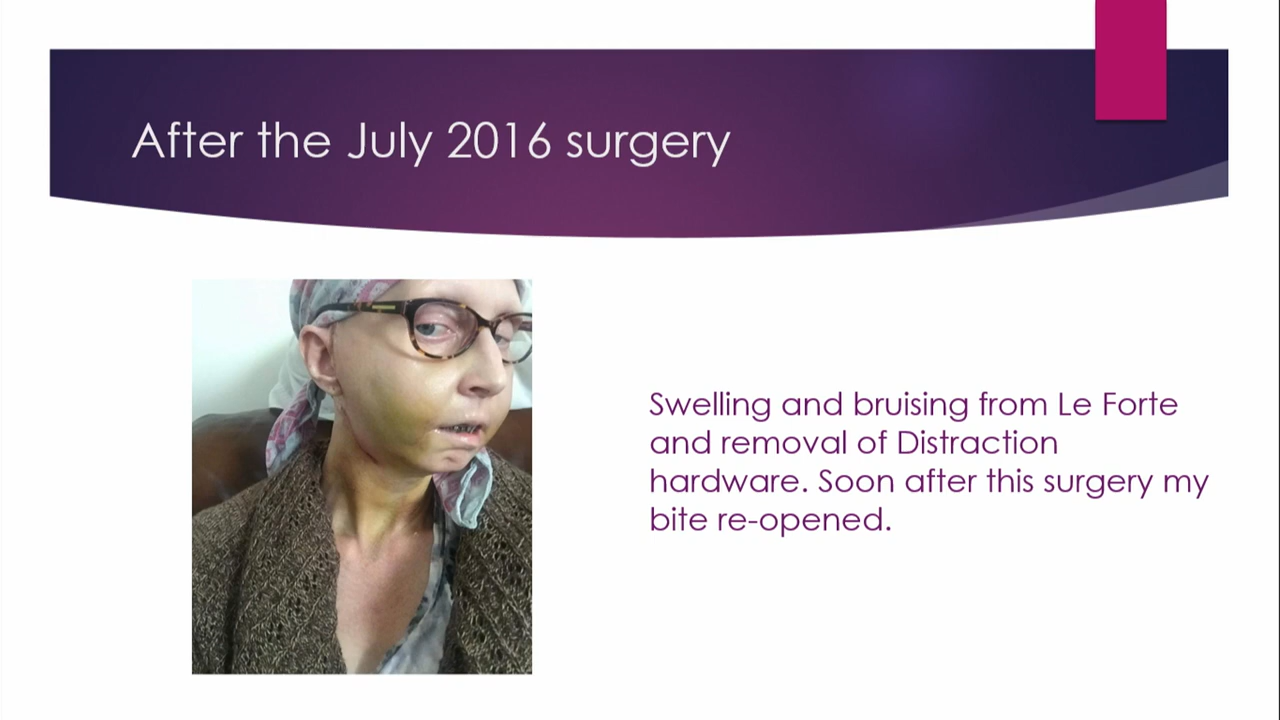 After the July 2016 surgery
Swelling and bruising from Le Forte
and removal of Distraction
hardware. Soon after this surgery my
bite re-opened.